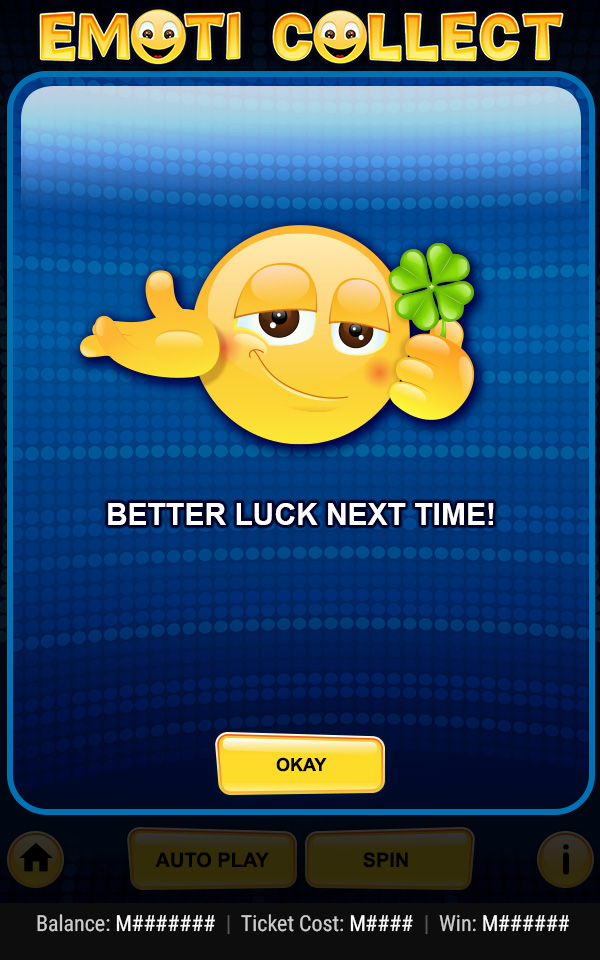 EMOTI COLLECT
BETTER LUCK NEXT TIME!
OKAY
AUTO PLAY
SPIN
i
Balance: M####### | Ticket Cost: M#### | Win: M######